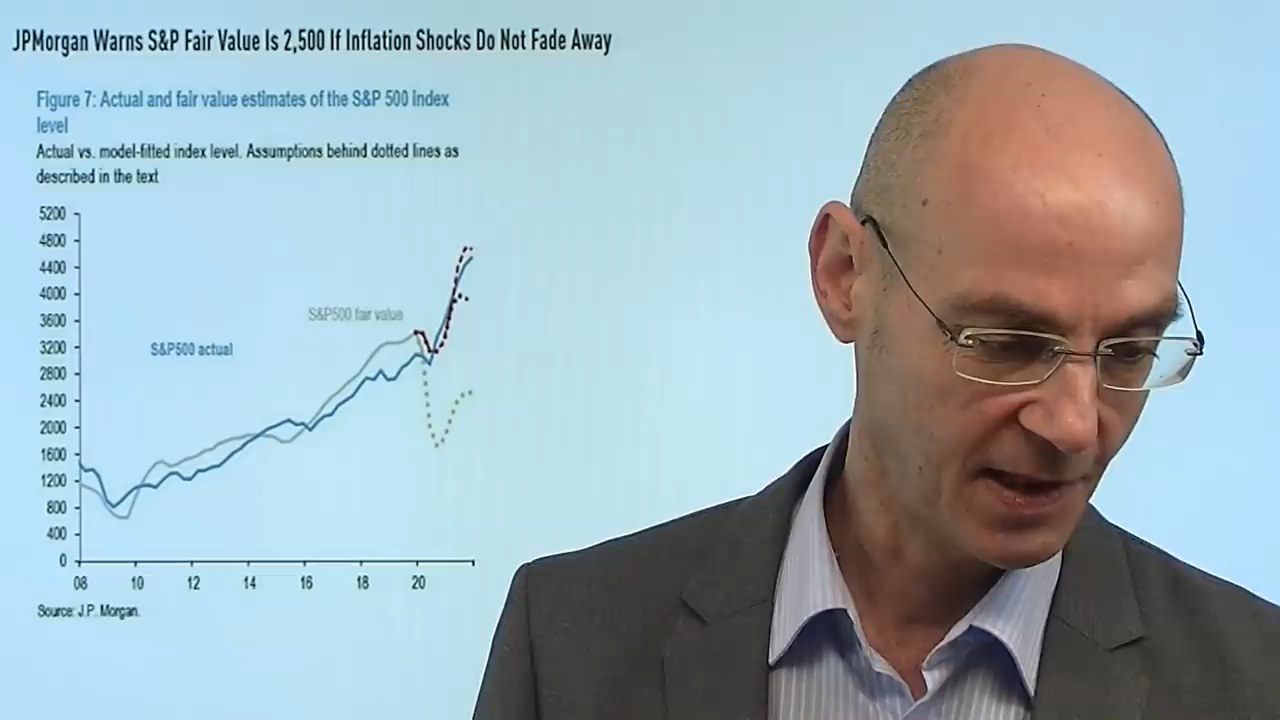 JPMorgan Warns S&P Fair Value Is 2,500 If Inflation Shocks Do Not Fade Away
Figure 7: Actual and fair value estimates of the S&P 500 index
level
Actual vs. model-fitted index level. Assumptions behind dotted lines as
described in the text
5200
4800
4400
4000
3600
3200
2800
2400
2000
1600
1200
800
400
0
S&P500 fair value
S&P500 actual
08 10 12 14 16 18 20
Source: J.P. Morgan.